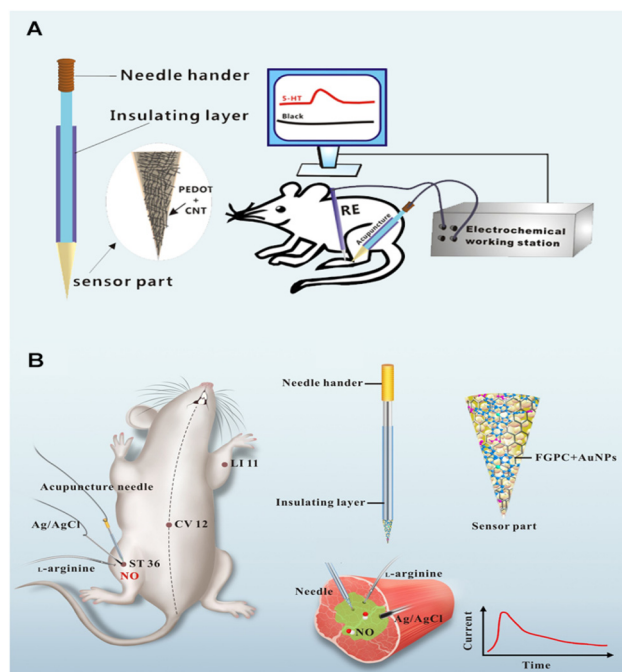 A
Needle hander
Insulating layer
PEDOT
+
CNT
sensor part
5-HT
Black
RE
Acupuncture
Electrochemical
working station
B
Acupuncture needle
Ag/AgCl
L-arginine
LI 11
CV 12
ST 36
NO
Needle hander
Insulating layer
FGPC+AuNPs
Sensor part
L-arginine
Needle
Ag/AgCl
NO
Current
Time